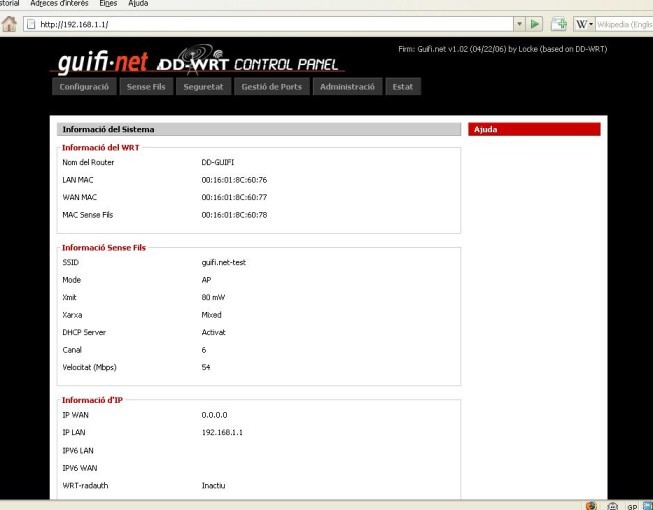 Adreces d'interès Eines Ajuda
http://192.168.1.1/
W Wikipedia (Englis
guifi·net DD-WRT CONTROL PANEL
Firm: Guifi.net v1.02 (04/22/06) by Locke (based on DD-WRT)
Configuració Sense Fils Seguretat Gestió de Ports Administració Estat
Informació del Sistema
Ajuda
Informació del WRT
Nom del Router DD-GUIFI
LAN MAC 00:16:01:8C:60:76
WAN MAC 00:16:01:8C:60:77
MAC Sense Fils 00:16:01:8C:60:78
Informació Sense Fils
SSID guifi.net-test
Mode AP
Xmit 80 mW
Xarxa Mixed
DHCP Server Activat
Canal 6
Velocitat (Mbps) 54
Informació d'IP
IP WAN 0.0.0.0
IP LAN 192.168.1.1
IPV6 LAN
IPV6 WAN
WRT-radauth Inactiu
GP